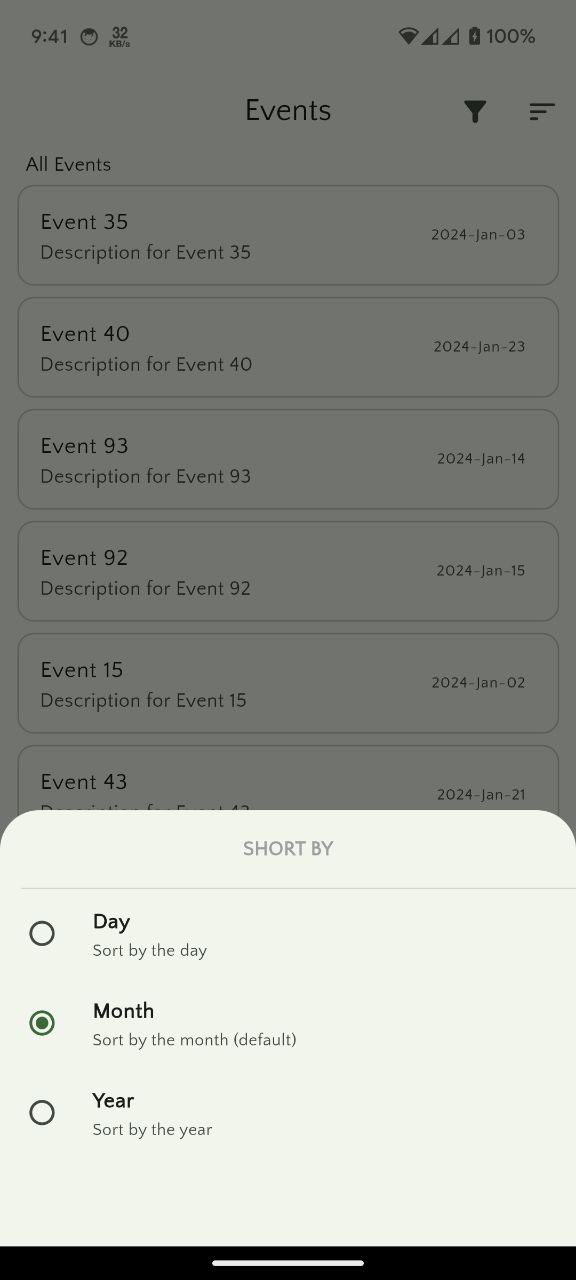 9:41 32 KB/s 100%
Events
All Events
Event 35
Description for Event 35
2024-Jan-03
Event 40
Description for Event 40
2024-Jan-23
Event 93
Description for Event 93
2024-Jan-14
Event 92
Description for Event 92
2024-Jan-15
Event 15
Description for Event 15
2024-Jan-02
Event 43
Description for Event 43
2024-Jan-21
SHORT BY
Day
Sort by the day
Month
Sort by the month (default)
Year
Sort by the year